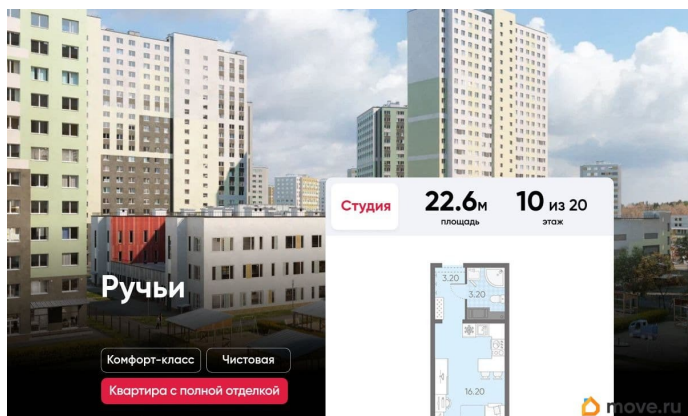 Студия
22.6м
площадь
10 из 20
этаж
3.20
3.20
16.20
Ручьи
Комфорт-класс
Чистовая
Квартира с полной отделкой
move.ru